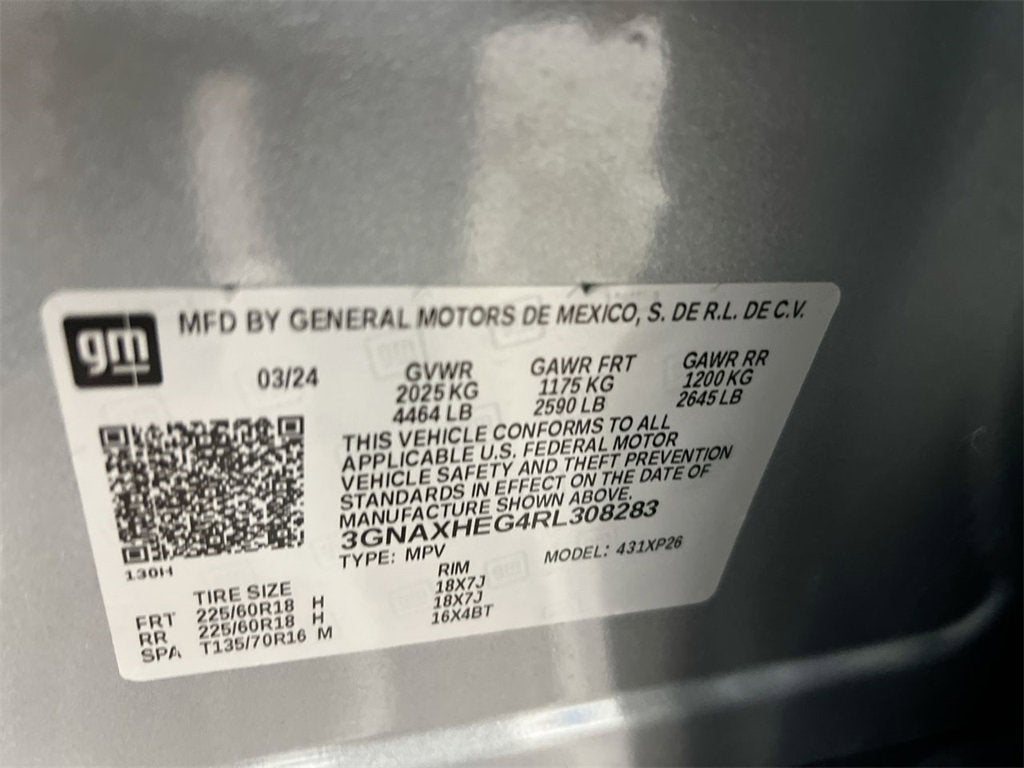 gm
MFD BY GENERAL MOTORS DE MEXICO, S. DE R.L. DE C.V.
03/24 GVWR GAWR FRT GAWR RR
2025 KG 1175 KG 1200 KG
4464 LB 2590 LB 2645 LB
THIS VEHICLE CONFORMS TO ALL
APPLICABLE U.S. FEDERAL MOTOR
VEHICLE SAFETY AND THEFT PREVENTION
STANDARDS IN EFFECT ON THE DATE OF
MANUFACTURE SHOWN ABOVE.
3GNAXHEG4RL308283
TYPE: MPV MODEL: 431XP26
130H
TIRE SIZE RIM
FRT 225/60R18 H 18X7J
RR 225/60R18 H 18X7J
SPA T135/70R16 M 16X4BT